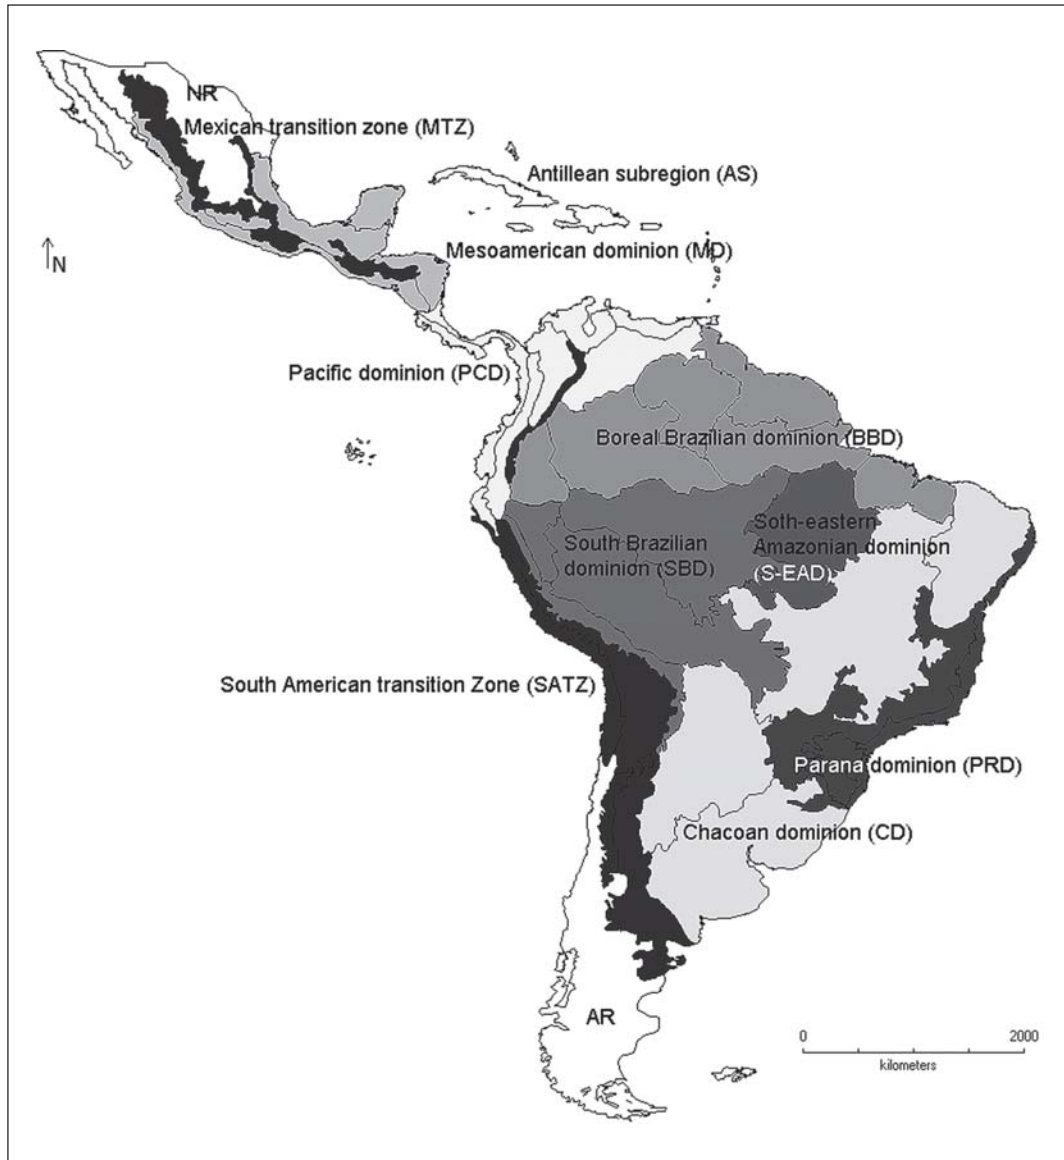 NR
Mexican transition zone (MTZ)
Antillean subregion (AS)
Mesoamerican dominion (MD)
N
Pacific dominion (PCD)
Boreal Brazilian dominion (BBD)
Soth-eastern
Amazonian dominion
(S-EAD)
South Brazilian
dominion (SBD)
South American transition Zone (SATZ)
Parana dominion (PRD)
Chacoan dominion (CD)
AR
0 2000
kilometers